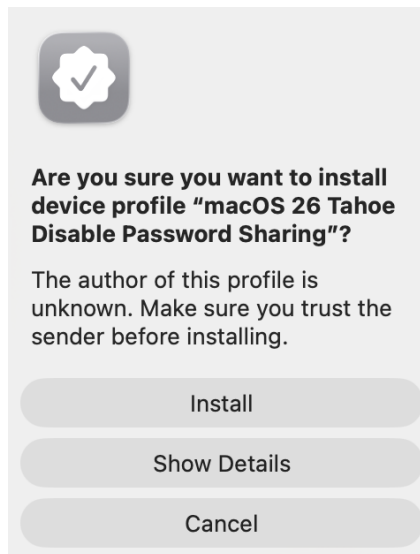 Are you sure you want to install
device profile “macOS 26 Tahoe
Disable Password Sharing”?
The author of this profile is
unknown. Make sure you trust the
sender before installing.
Install
Show Details
Cancel